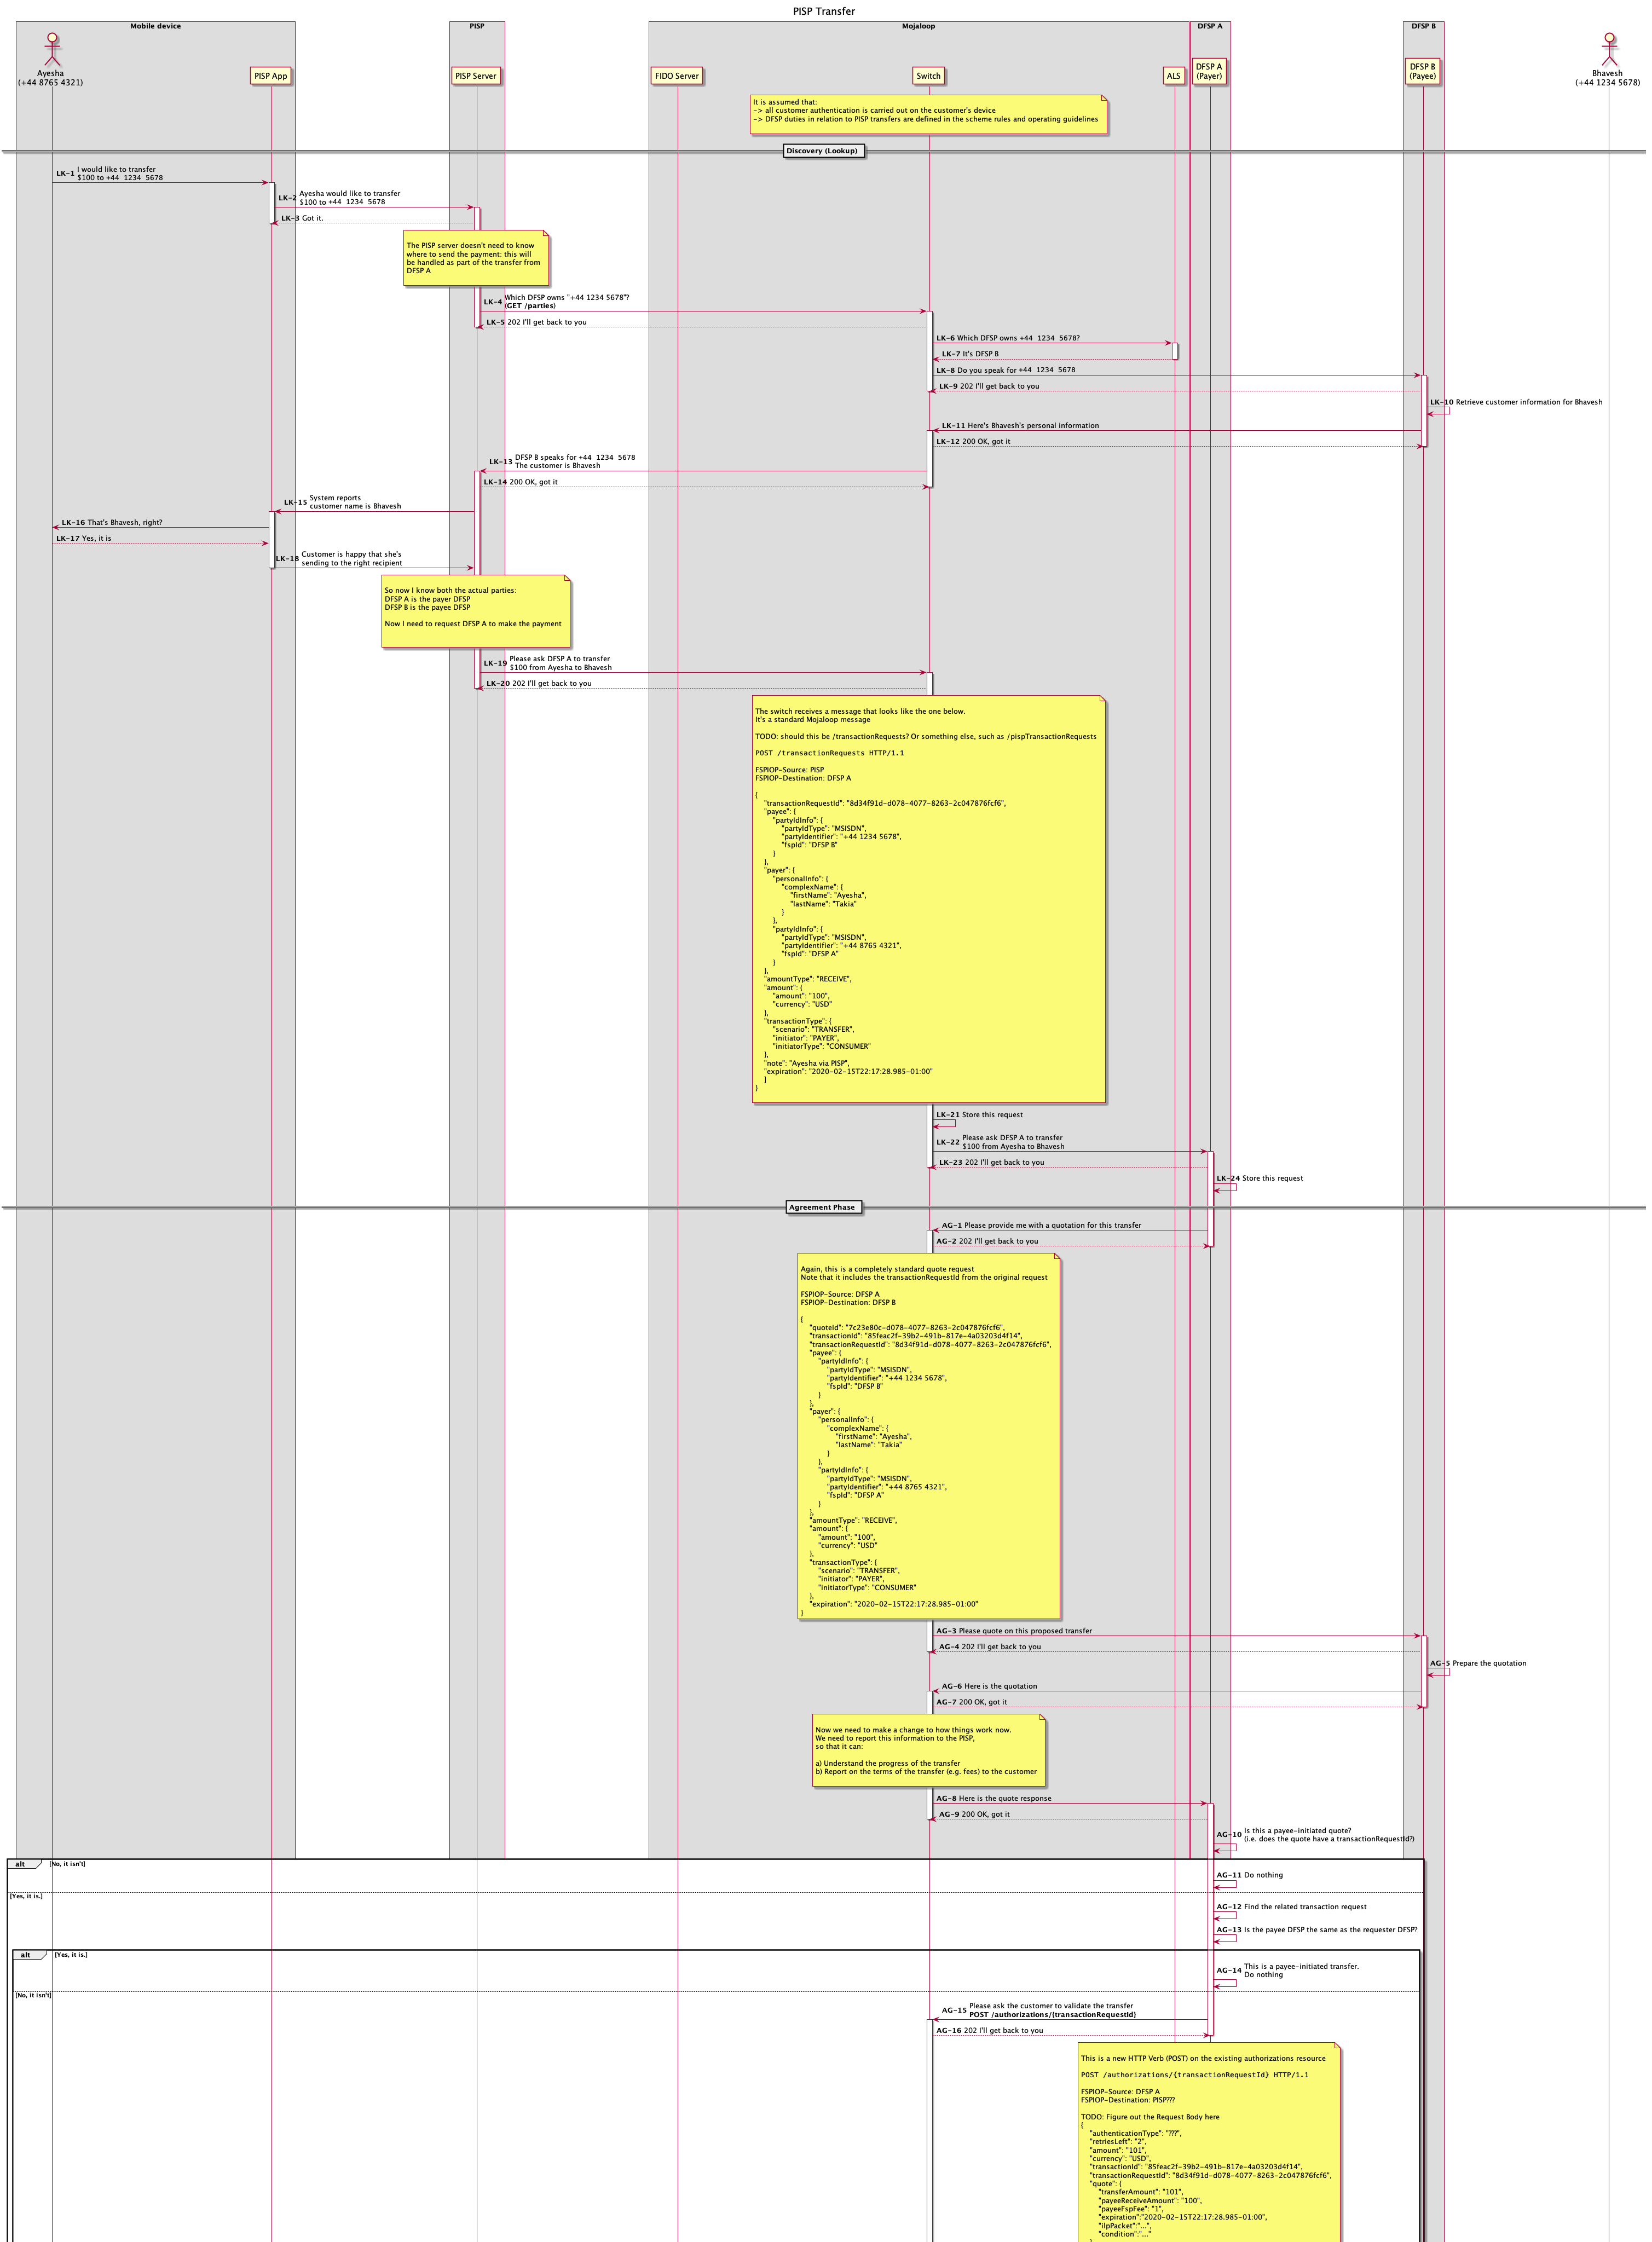 PISP Transfer
Mobile device
PISP
Mojaloop
DFSP A
DFSP B
Ayesha
(+44 8765 4321)
PISP App
PISP Server
FIDO Server
Switch
ALS
DFSP A
(Payer)
DFSP B
(Payee)
Bhavesh
(+44 1234 5678)
It is assumed that:
-> all customer authentication is carried out on the customer's device
-> DFSP duties in relation to PISP transfers are defined in the scheme rules and operating guidelines
Discovery (Lookup)
LK-1 I would like to transfer
$100 to +44 1234 5678
LK-2 Ayesha would like to transfer
$100 to +44 1234 5678
LK-3 Got it.
The PISP server doesn't need to know
where to send the payment: this will
be handled as part of the transfer from
DFSP A
LK-4 Which DFSP owns "+44 1234 5678"?
(GET /parties)
LK-5 202 I'll get back to you
LK-6 Which DFSP owns +44 1234 5678?
LK-7 It's DFSP B
LK-8 Do you speak for +44 1234 5678
LK-9 202 I'll get back to you
LK-10 Retrieve customer information for Bhavesh
LK-11 Here's Bhavesh's personal information
LK-12 200 OK, got it
LK-13 DFSP B speaks for +44 1234 5678
The customer is Bhavesh
LK-14 200 OK, got it
LK-15 System reports
customer name is Bhavesh
LK-16 That's Bhavesh, right?
LK-17 Yes, it is
LK-18 Customer is happy that she's
sending to the right recipient
So now I know both the actual parties:
DFSP A is the payer DFSP
DFSP B is the payee DFSP
Now I need to request DFSP A to make the payment
LK-19 Please ask DFSP A to transfer
$100 from Ayesha to Bhavesh
LK-20 202 I'll get back to you
The switch receives a message that looks like the one below.
It's a standard Mojaloop message
TODO: should this be /transactionRequests? Or something else, such as /pispTransactionRequests
POST /transactionRequests HTTP/1.1
FSPIOP-Source: PISP
FSPIOP-Destination: DFSP A
{
"transactionRequestId": "8d34f91d-d078-4077-8263-2c047876fcf6",
"payee": {
"partyIdInfo": {
"partyIdType": "MSISDN",
"partyIdentifier": "+44 1234 5678",
"fspId": "DFSP B"
}
},
"payer": {
"personalInfo": {
"complexName": {
"firstName": "Ayesha",
"lastName": "Takia"
}
},
"partyIdInfo": {
"partyIdType": "MSISDN",
"partyIdentifier": "+44 8765 4321",
"fspId": "DFSP A"
}
},
"amountType": "RECEIVE",
"amount": {
"amount": "100",
"currency": "USD"
},
"transactionType": {
"scenario": "TRANSFER",
"initiator": "PAYER",
"initiatorType": "CONSUMER"
},
"note": "Ayesha via PISP",
"expiration": "2020-02-15T22:17:28.985-01:00"
]
}
LK-21 Store this request
LK-22 Please ask DFSP A to transfer
$100 from Ayesha to Bhavesh
LK-23 202 I'll get back to you
LK-24 Store this request
Agreement Phase
AG-1 Please provide me with a quotation for this transfer
AG-2 202 I'll get back to you
Again, this is a completely standard quote request
Note that it includes the transactionRequestId from the original request
FSPIOP-Source: DFSP A
FSPIOP-Destination: DFSP B
{
"quoteId": "7c23e80c-d078-4077-8263-2c047876fcf6",
"transactionId": "85feac2f-39b2-491b-817e-4a03203d4f14",
"transactionRequestId": "8d34f91d-d078-4077-8263-2c047876fcf6",
"payee": {
"partyIdInfo": {
"partyIdType": "MSISDN",
"partyIdentifier": "+44 1234 5678",
"fspId": "DFSP B"
}
},
"payer": {
"personalInfo": {
"complexName": {
"firstName": "Ayesha",
"lastName": "Takia"
}
},
"partyIdInfo": {
"partyIdType": "MSISDN",
"partyIdentifier": "+44 8765 4321",
"fspId": "DFSP A"
}
},
"amountType": "RECEIVE",
"amount": {
"amount": "100",
"currency": "USD"
},
"transactionType": {
"scenario": "TRANSFER",
"initiator": "PAYER",
"initiatorType": "CONSUMER"
},
"expiration": "2020-02-15T22:17:28.985-01:00"
}
AG-3 Please quote on this proposed transfer
AG-4 202 I'll get back to you
AG-5 Prepare the quotation
AG-6 Here is the quotation
AG-7 200 OK, got it
Now we need to make a change to how things work now.
We need to report this information to the PISP,
so that it can:
a) Understand the progress of the transfer
b) Report on the terms of the transfer (e.g. fees) to the customer
AG-8 Here is the quote response
AG-9 200 OK, got it
AG-10 Is this a payee-initiated quote?
(i.e. does the quote have a transactionRequestId?)
alt [No, it isn't]
AG-11 Do nothing
[Yes, it is.]
AG-12 Find the related transaction request
AG-13 Is the payee DFSP the same as the requester DFSP?
alt [Yes, it is.]
AG-14 This is a payee-initiated transfer.
Do nothing
[No, it isn't]
AG-15 Please ask the customer to validate the transfer
POST /authorizations/{transactionRequestId}
AG-16 202 I'll get back to you
This is a new HTTP Verb (POST) on the existing authorizations resource
POST /authorizations/{transactionRequestId} HTTP/1.1
FSPIOP-Source: DFSP A
FSPIOP-Destination: PISP???
TODO: Figure out the Request Body here
{
"authenticationType": "???",
"retriesLeft": "2",
"amount": "101",
"currency": "USD",
"transactionId": "85feac2f-39b2-491b-817e-4a03203d4f14",
"transactionRequestId": "8d34f91d-d078-4077-8263-2c047876fcf6",
"quote": {
"transferAmount": "101",
"payeeReceiveAmount": "100",
"payeeFspFee": "1",
"expiration":"2020-02-15T22:17:28.985-01:00",
"ilpPacket":"...",
"condition":"..."